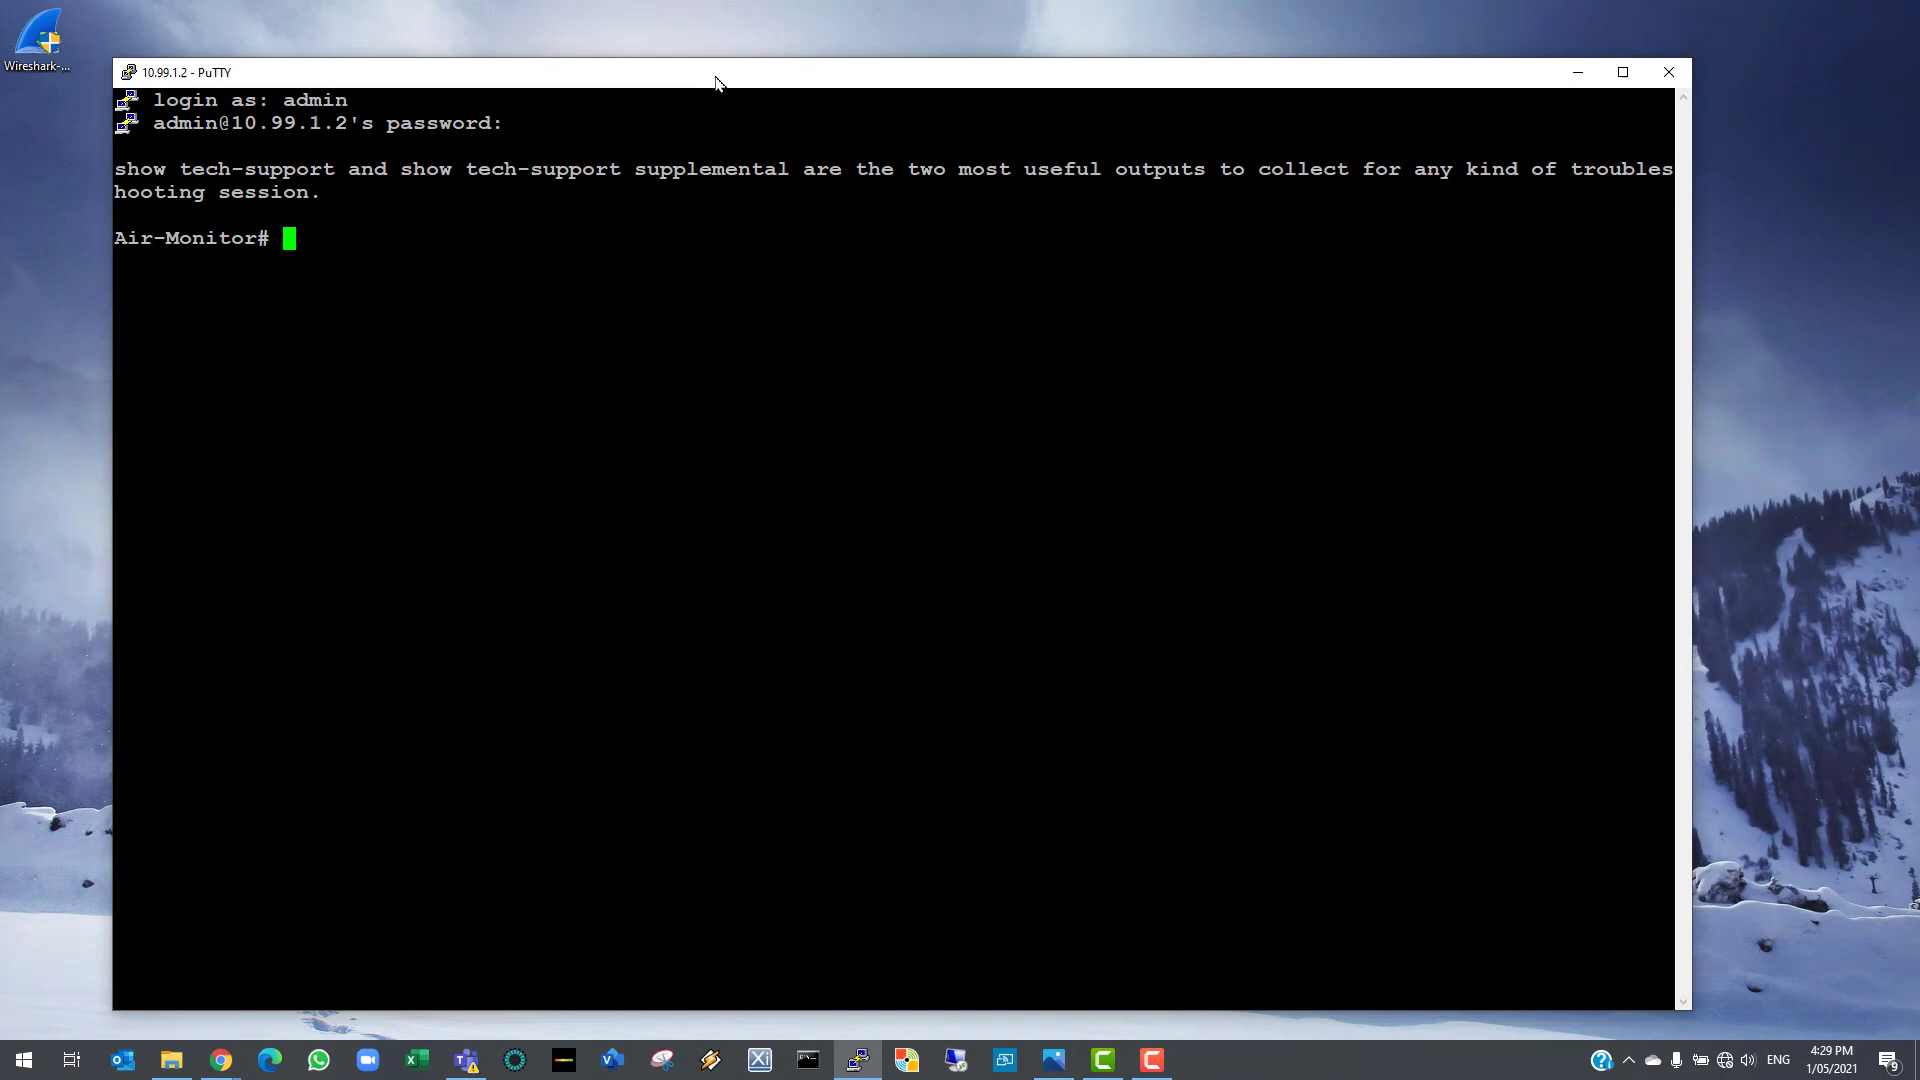 Wireshark-...
10.99.1.2 - PuTTY
login as: admin
admin@10.99.1.2's password:
show tech-support and show tech-support supplemental are the two most useful outputs to collect for any kind of troubles
hooting session.
Air-Monitor#
ENG
4:29 PM
1/05/2021
9